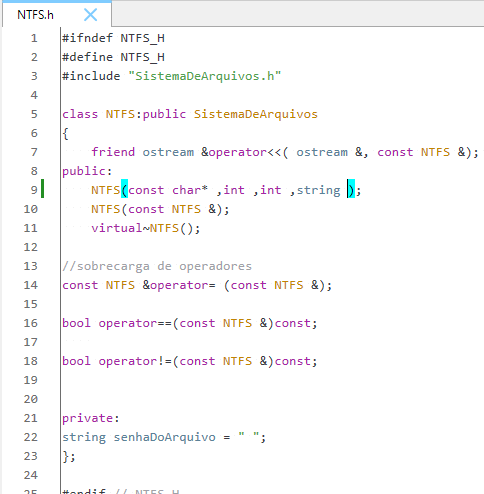 NTFS.h
1 #ifndef NTFS_H
2 #define NTFS_H
3 #include "SistemaDeArquivos.h"
4
5 class NTFS:public SistemaDeArquivos
6 {
7     friend ostream &operator<<( ostream &, const NTFS &);
8 public:
9     NTFS(const char* ,int ,int ,string );
10     NTFS(const NTFS &);
11     virtual~NTFS();
12
13 //sobrecarga de operadores
14 const NTFS &operator= (const NTFS &);
15
16 bool operator==(const NTFS &)const;
17
18 bool operator!=(const NTFS &)const;
19
20
21 private:
22 string senhaDoArquivo = " ";
23 };
24
25 #endif // NTFS_H